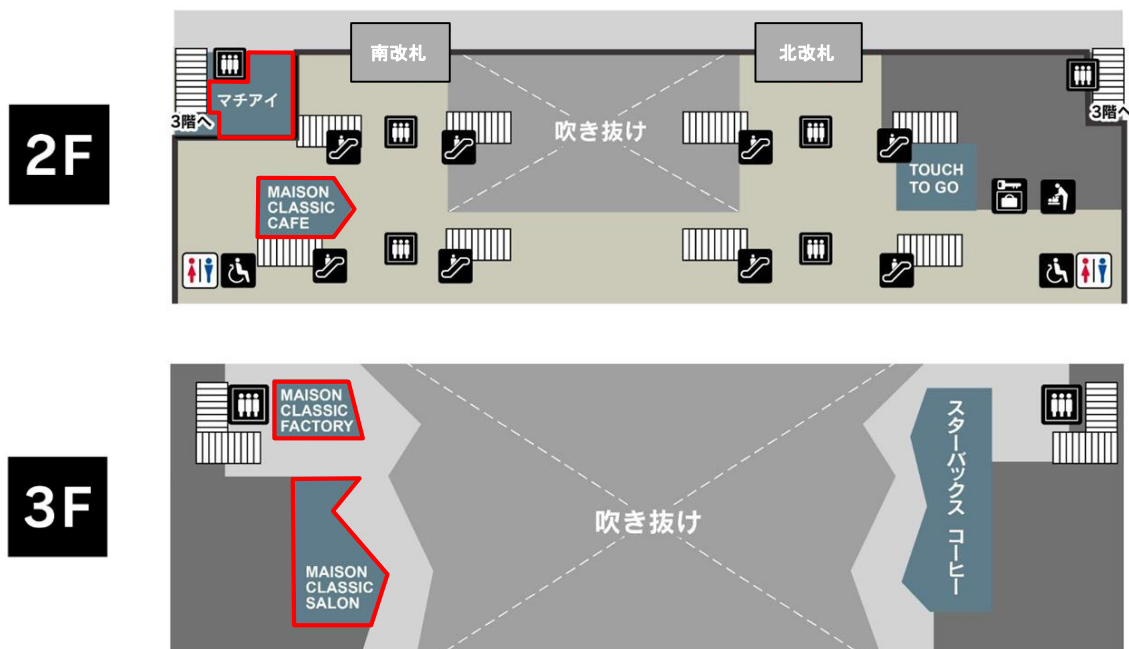 2F
南改札
北改札
マチアイ
3階へ
3階へ
吹き抜け
MAISON
CLASSIC
CAFE
TOUCH
TO GO
3F
MAISON
CLASSIC
FACTORY
スターバックス コーヒー
吹き抜け
MAISON
CLASSIC
SALON